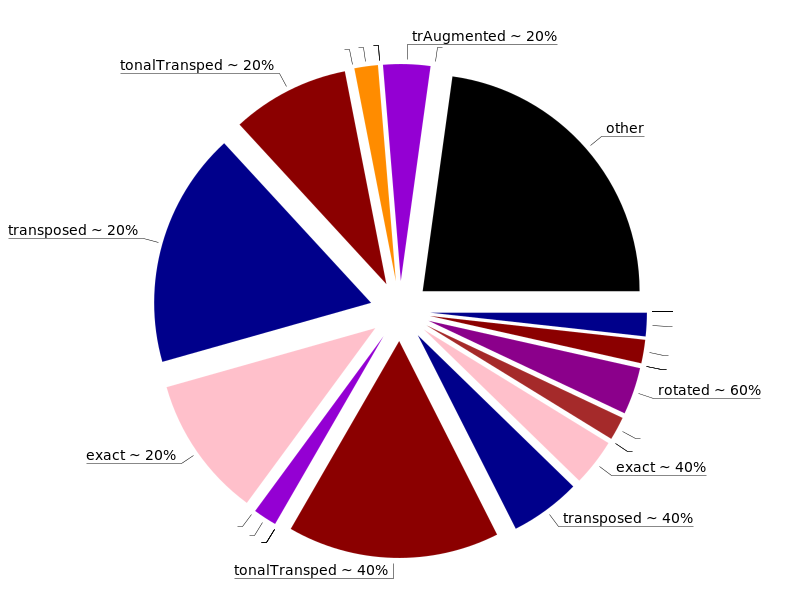 trAugmented ~ 20%
tonalTransped ~ 20%
other
transposed ~ 20%
rotated ~ 60%
exact ~ 20%
exact ~ 40%
transposed ~ 40%
tonalTransped ~ 40%